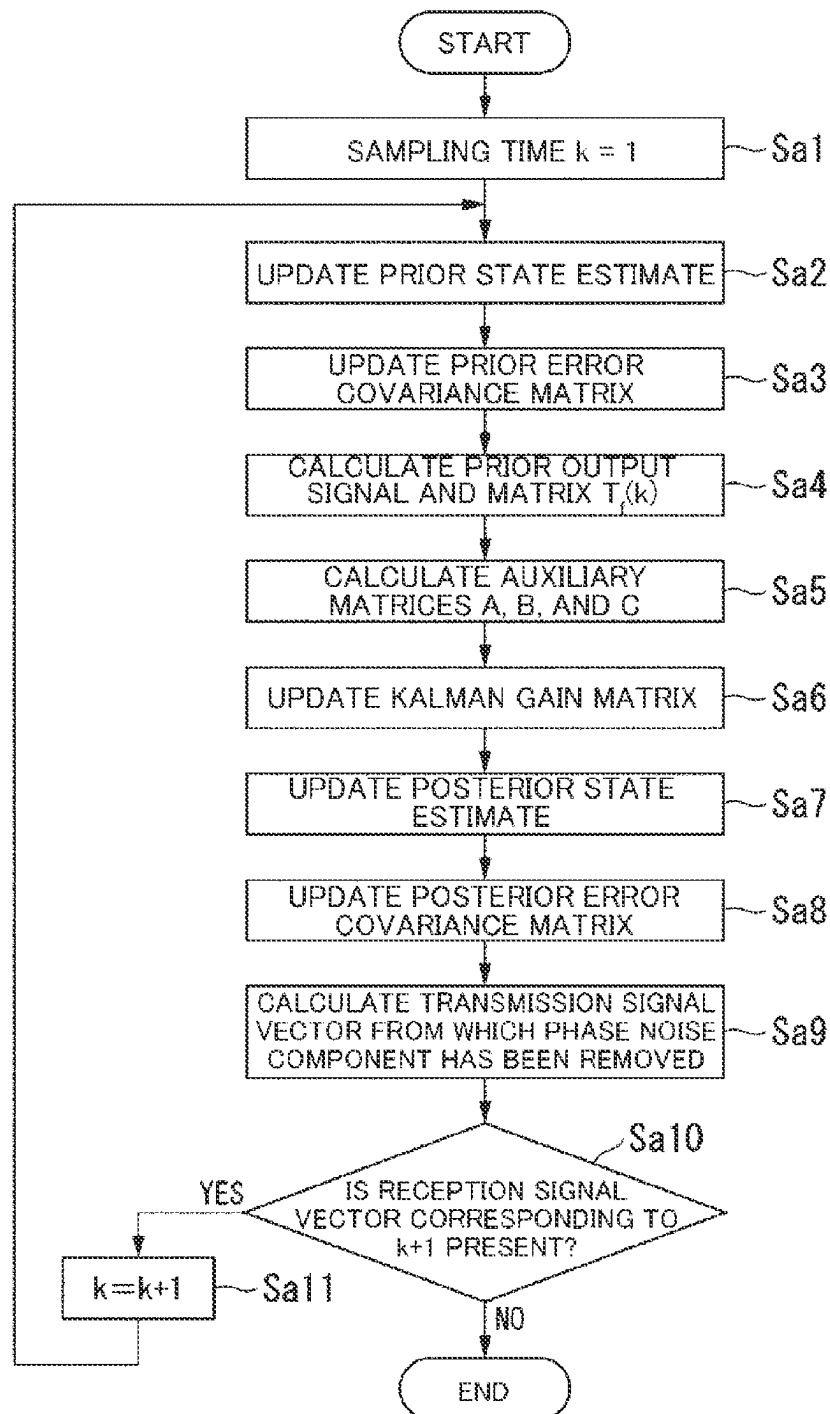 START
SAMPLING TIME k = 1
Sa1
UPDATE PRIOR STATE ESTIMATE
Sa2
UPDATE PRIOR ERROR
COVARIANCE MATRIX
Sa3
CALCULATE PRIOR OUTPUT
SIGNAL AND MATRIX T (k)
Sa4
CALCULATE AUXILIARY
MATRICES A, B, AND C
Sa5
UPDATE KALMAN GAIN MATRIX
Sa6
UPDATE POSTERIOR STATE
ESTIMATE
Sa7
UPDATE POSTERIOR ERROR
COVARIANCE MATRIX
Sa8
CALCULATE TRANSMISSION SIGNAL
VECTOR FROM WHICH PHASE NOISE
COMPONENT HAS BEEN REMOVED
Sa9
Sa10
IS RECEPTION SIGNAL
VECTOR CORRESPONDING TO
k+1 PRESENT?
YES
k=k+1
Sa11
NO
END